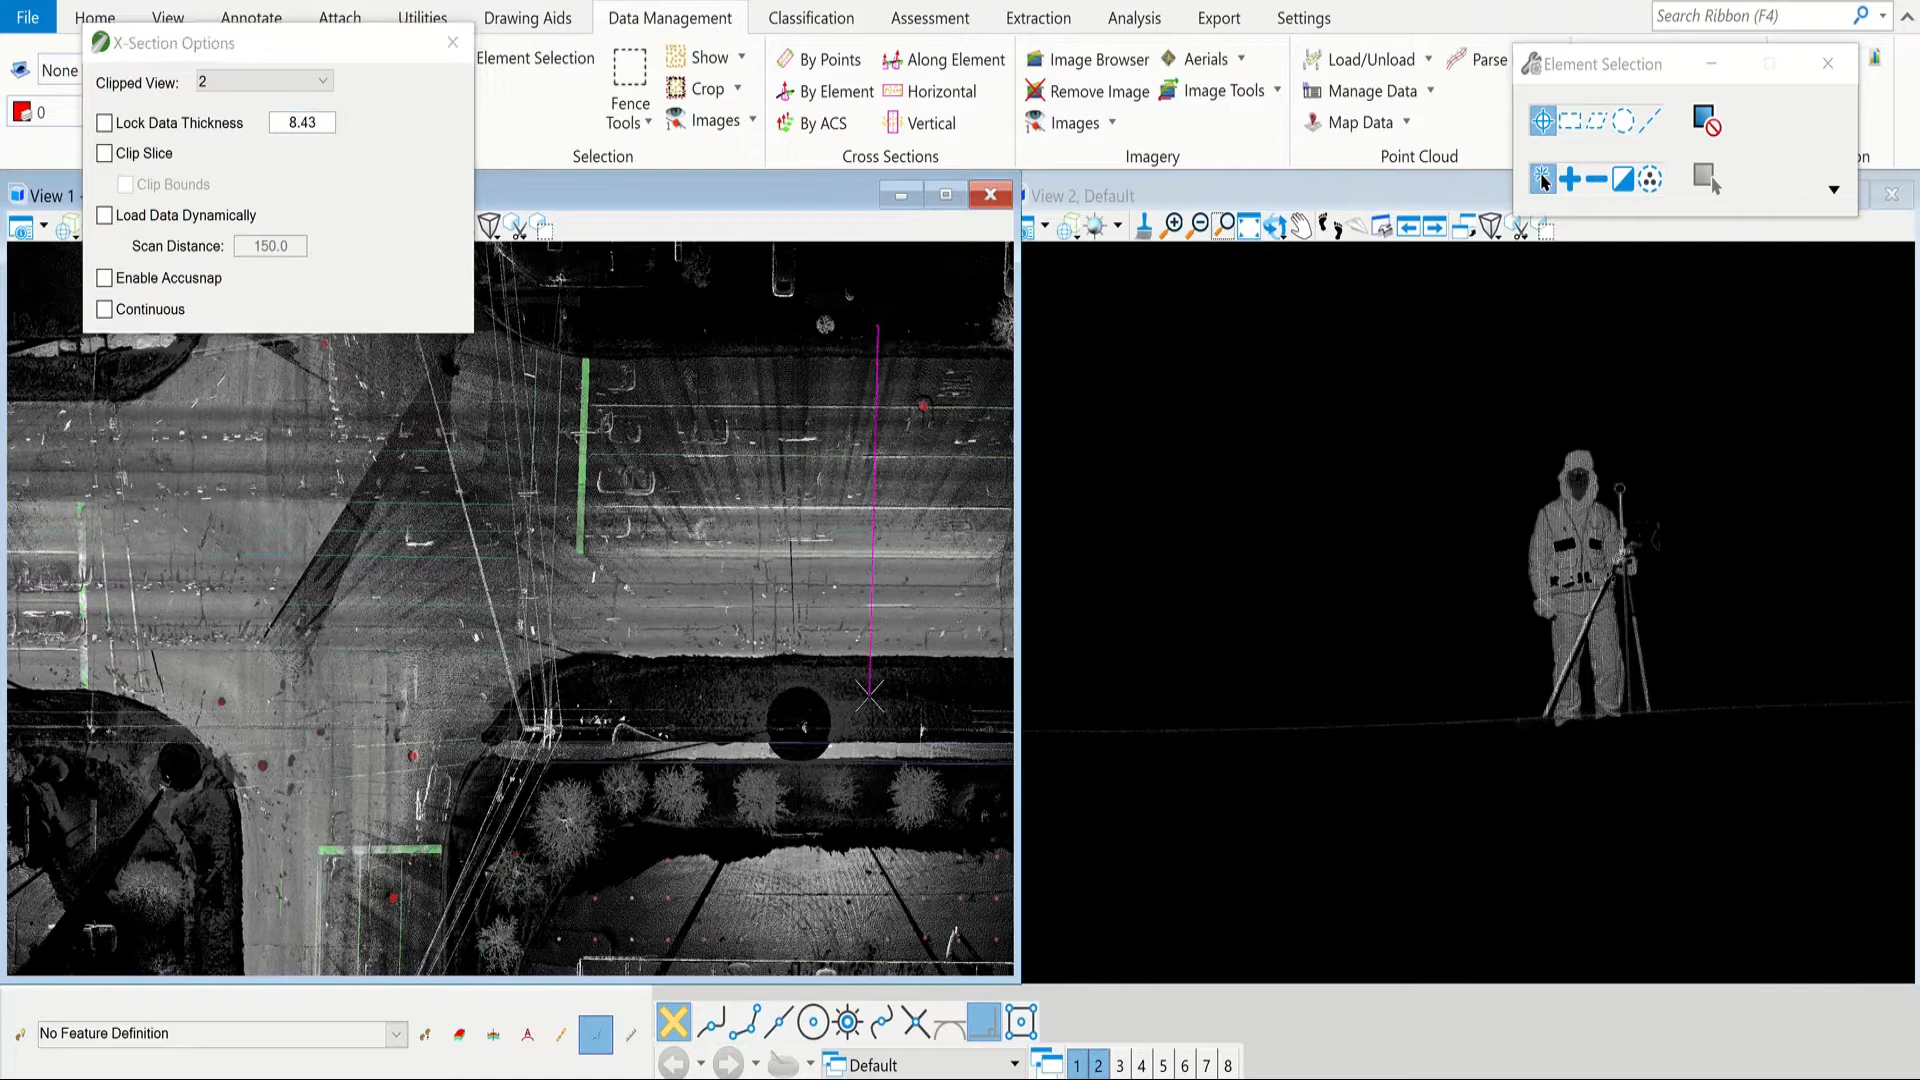 File Home View Annotate Attach Utilities Drawing Aids Data Management Classification Assessment Extraction Analysis Export Settings Search Ribbon (F4)
X-Section Options
None
0
Clipped View: 2
Lock Data Thickness 8.43
Clip Slice
Clip Bounds
Load Data Dynamically
Scan Distance: 150.0
Enable Accusnap
Continuous
Element Selection
Fence
Tools
Show
Crop
Images
Selection
By Points Along Element
By Element Horizontal
By ACS Vertical
Cross Sections
Image Browser Aerials
Remove Image Image Tools
Images
Imagery
Load/Unload Parse
Manage Data
Map Data
Point Cloud
Element Selection
View 1
View 2, Default
No Feature Definition
Default
1 2 3 4 5 6 7 8